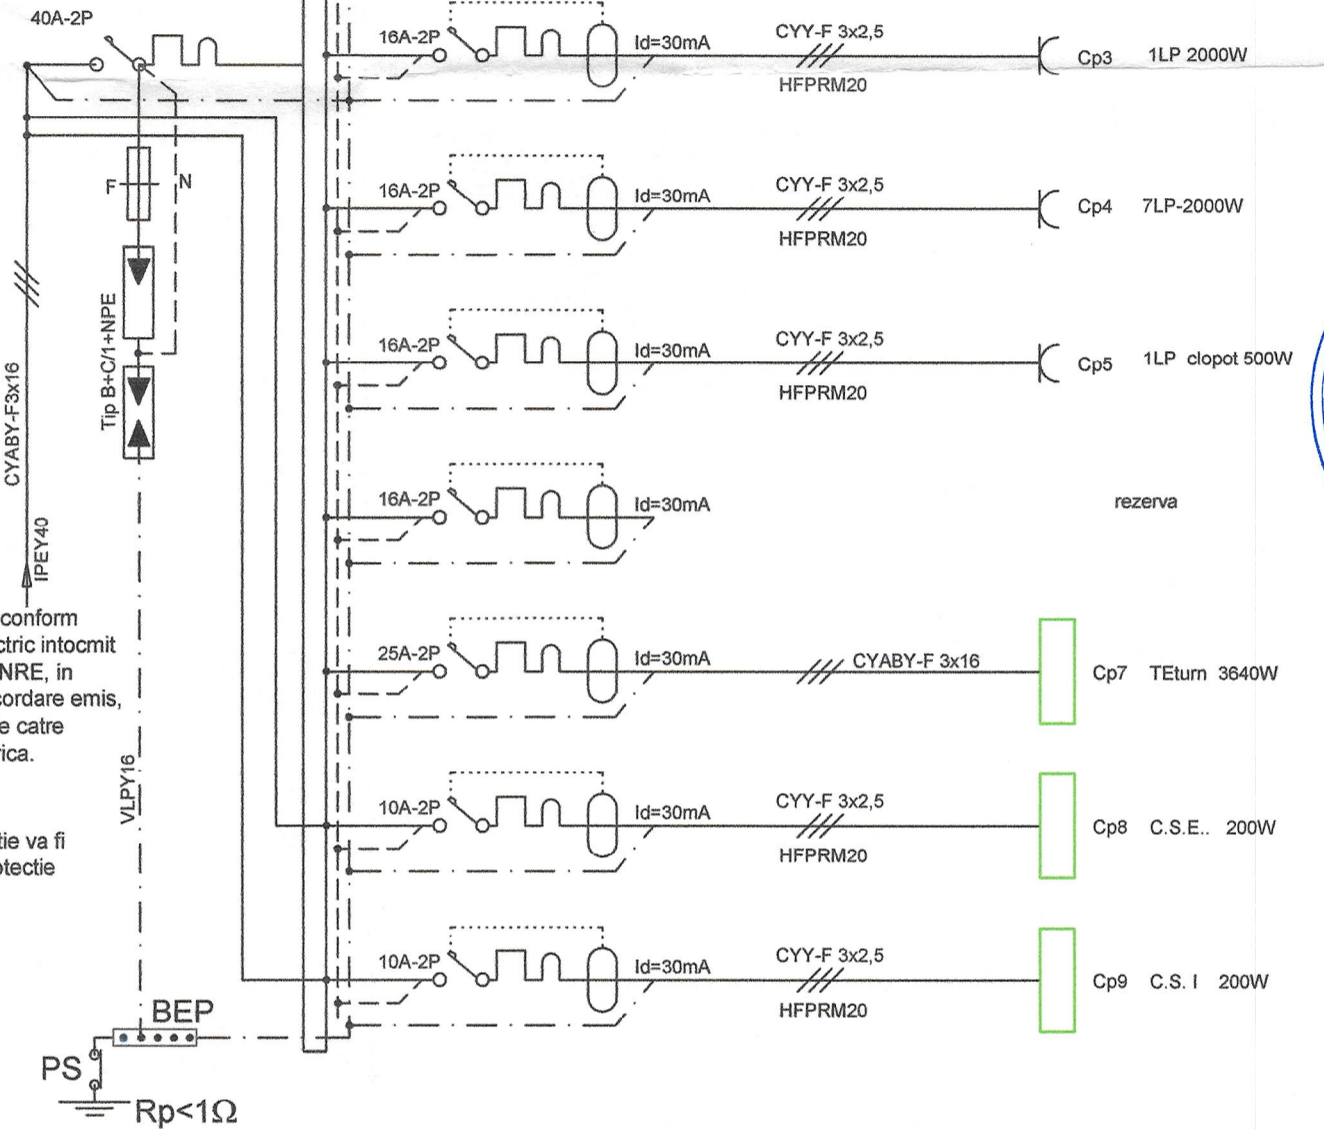 40A-2P
16A-2P
Id=30mA
CYY-F 3x2,5
HFPRM20
Cp3 1LP 2000W
F
N
16A-2P
Id=30mA
CYY-F 3x2,5
HFPRM20
Cp4 7LP-2000W
Tip B+C/1+NPE
16A-2P
Id=30mA
CYY-F 3x2,5
HFPRM20
Cp5 1LP clopot 500W
CYABY-F3x16
IPEY40
16A-2P
Id=30mA
rezerva
conform
ctric intocmit
NRE, in
cordare emis,
e catre
rica.
25A-2P
Id=30mA
CYABY-F 3x16
Cp7 TEturn 3640W
VLPY16
tie va fi
otectie
10A-2P
Id=30mA
CYY-F 3x2,5
HFPRM20
Cp8 C.S.E.. 200W
10A-2P
Id=30mA
CYY-F 3x2,5
HFPRM20
Cp9 C.S. I 200W
BEP
PS
Rp<1Ω